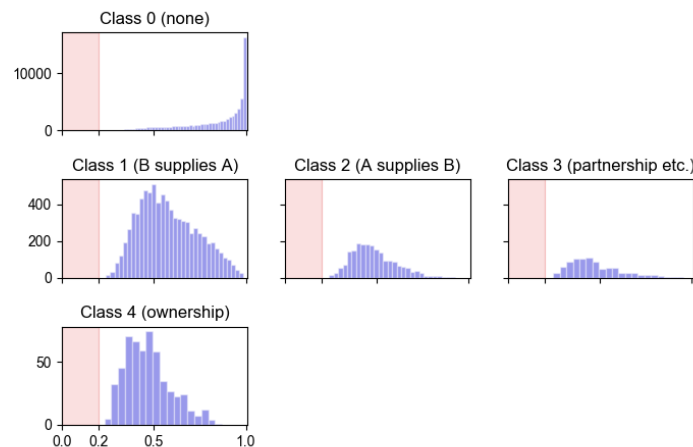 Class 0 (none)
10000
0
Class 1 (B supplies A)
Class 2 (A supplies B)
Class 3 (partnership etc.)
400
200
0
Class 4 (ownership)
50
0
0.0 0.2 0.5 1.0